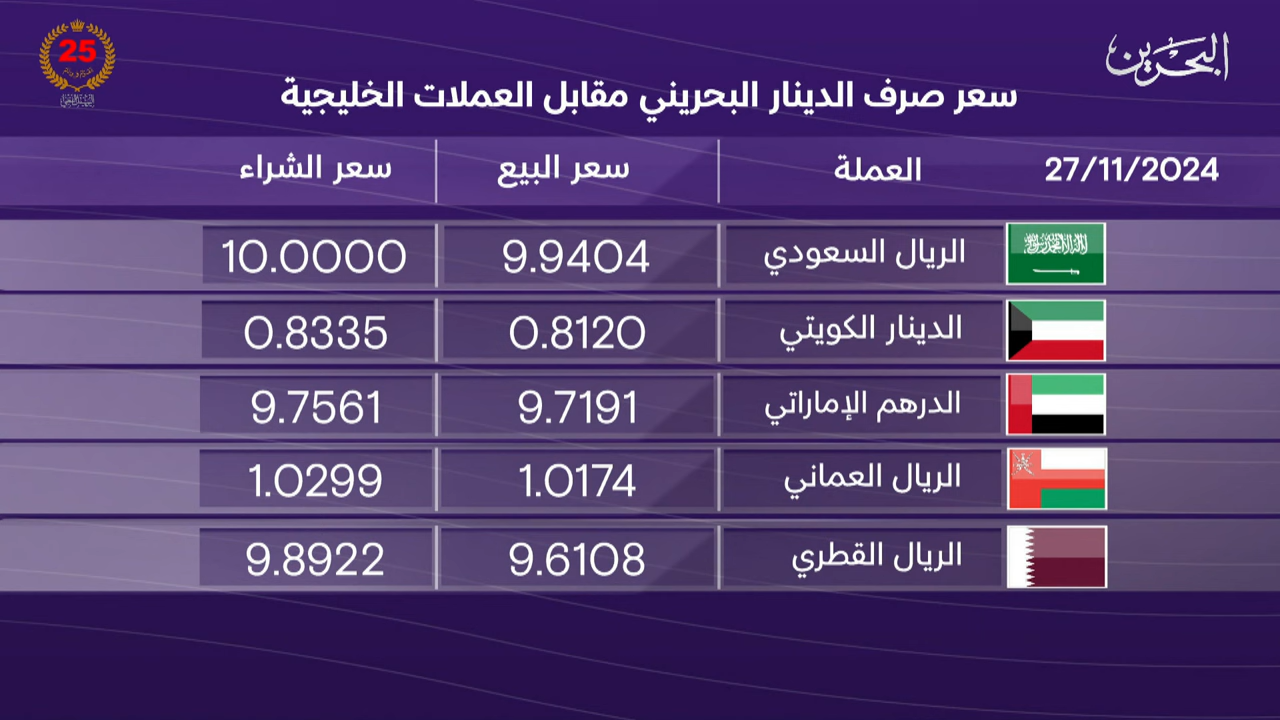 البحرين
25
سعر صرف الدينار البحريني مقابل العملات الخليجية
27/11/2024 العملة سعر البيع سعر الشراء
الريال السعودي 9.9404 10.0000
الدينار الكويتي 0.8120 0.8335
الدرهم الإماراتي 9.7191 9.7561
الريال العماني 1.0174 1.0299
الريال القطري 9.6108 9.8922